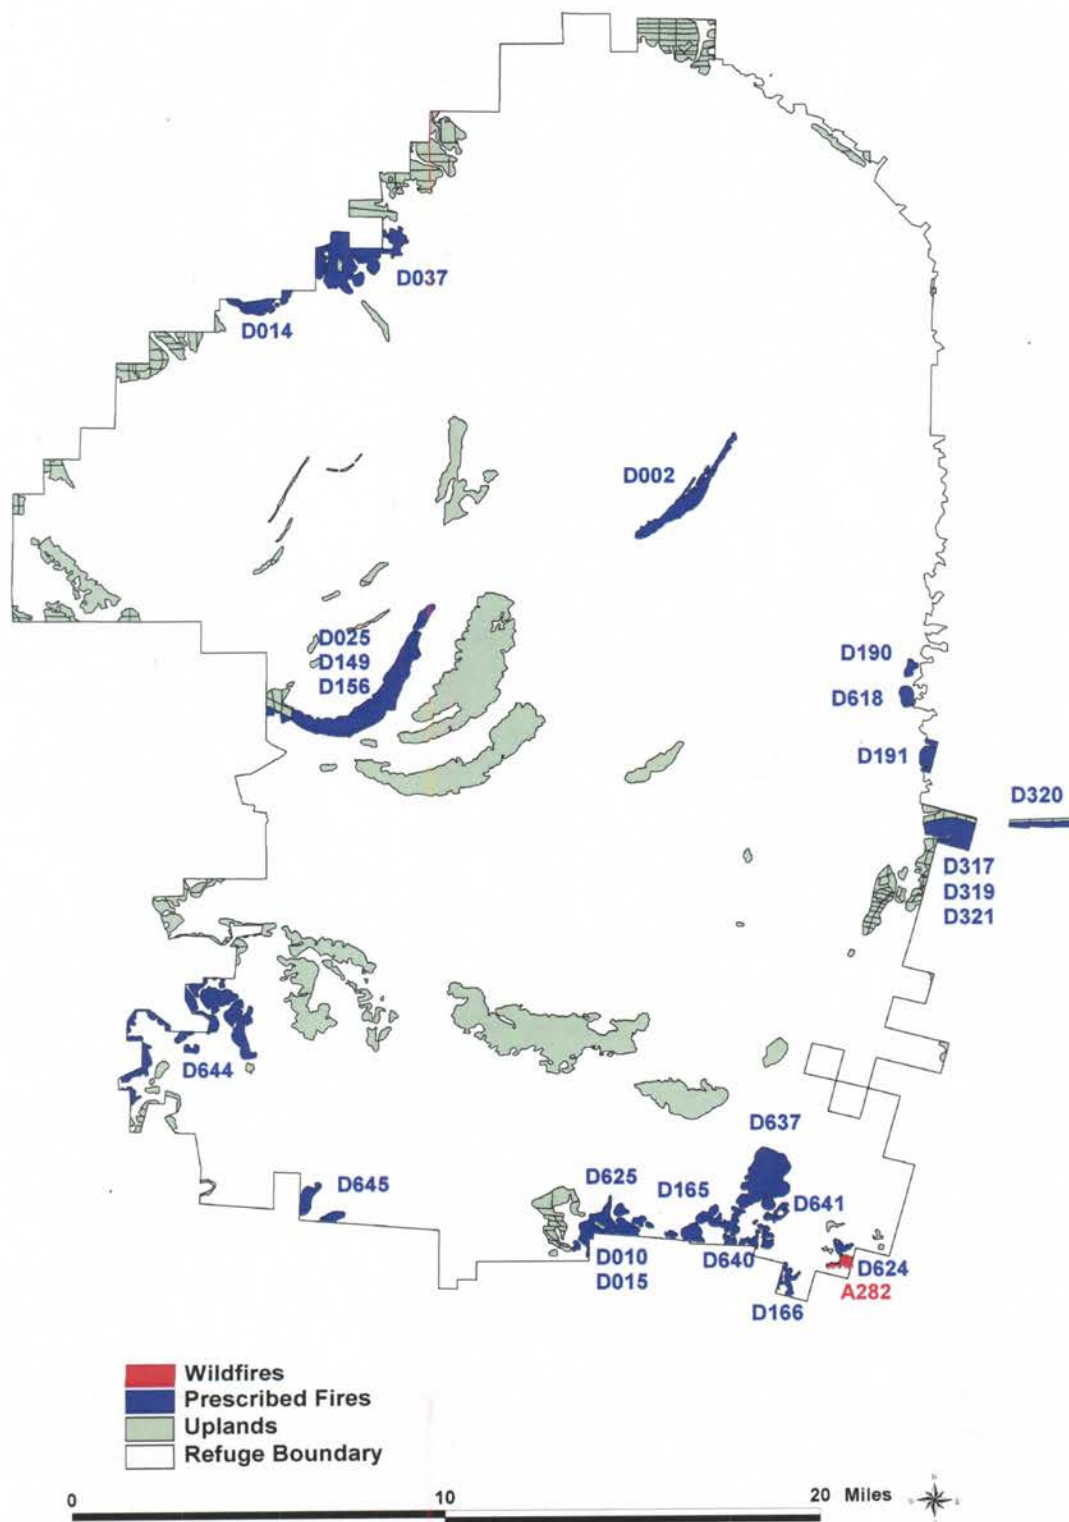 D037
D014
D002
D025
D149
D156
D190
D618
D191
D320
D317
D319
D321
D644
D637
D645
D625
D165
D641
D010
D015
D640
D624
A282
D166
Wildfires
Prescribed Fires
Uplands
Refuge Boundary
0 10 20 Miles